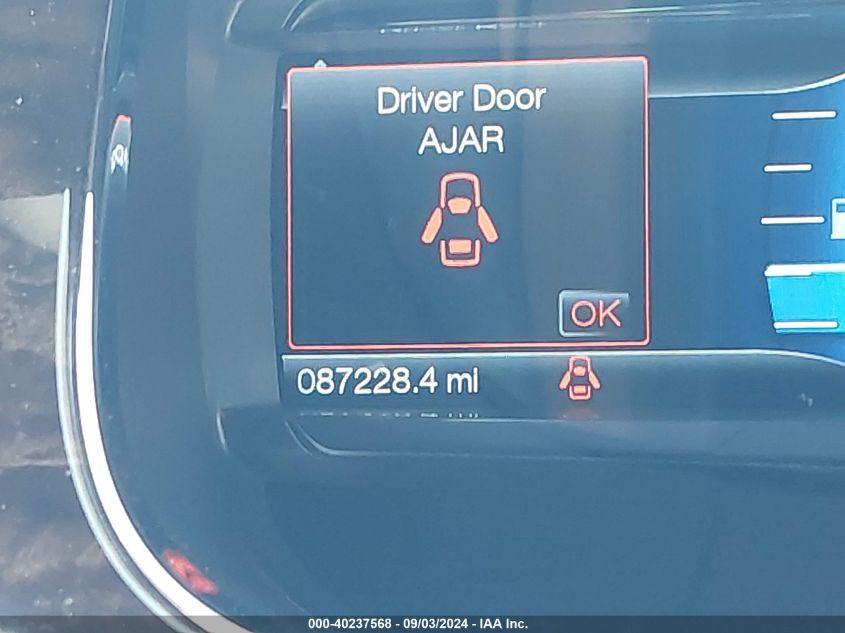 Driver Door
AJAR
OK
087228.4 mi
000-40237568 - 09/03/2024 - IAA Inc.